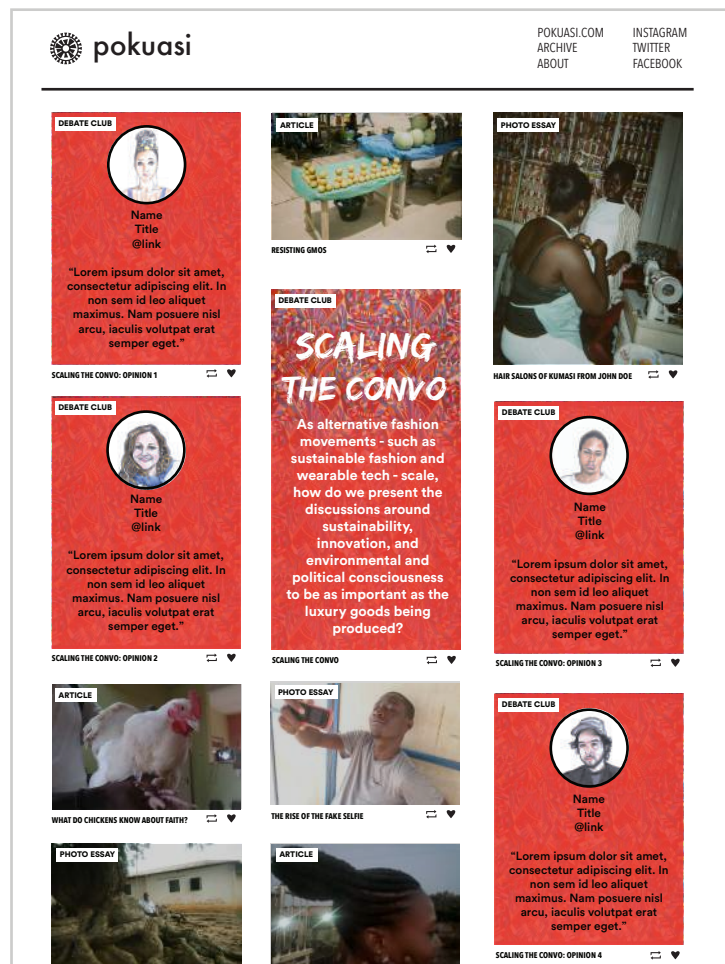 pokuasi
POKUASI.COM
ARCHIVE
ABOUT
INSTAGRAM
TWITTER
FACEBOOK
DEBATE CLUB
Name
Title
@link
“Lorem ipsum dolor sit amet,
consectetur adipiscing elit. In
non sem id leo aliquet
maximus. Nam posuere nisl
arcu, iaculis volutpat erat
semper eget.”
SCALING THE CONVO: OPINION 1
DEBATE CLUB
Name
Title
@link
“Lorem ipsum dolor sit amet,
consectetur adipiscing elit. In
non sem id leo aliquet
maximus. Nam posuere nisl
arcu, iaculis volutpat erat
semper eget.”
SCALING THE CONVO: OPINION 2
ARTICLE
WHAT DO CHICKENS KNOW ABOUT FAITH?
PHOTO ESSAY
ARTICLE
RESISTING GMOS
DEBATE CLUB
SCALING
THE CONVO
As alternative fashion
movements - such as
sustainable fashion and
wearable tech - scale,
how do we present the
discussions around
sustainability,
innovation, and
environmental and
political consciousness
to be as important as the
luxury goods being
produced?
SCALING THE CONVO
PHOTO ESSAY
THE RISE OF THE FAKE SELFIE
ARTICLE
PHOTO ESSAY
HAIR SALONS OF KUMASI FROM JOHN DOE
DEBATE CLUB
Name
Title
@link
“Lorem ipsum dolor sit amet,
consectetur adipiscing elit. In
non sem id leo aliquet
maximus. Nam posuere nisl
arcu, iaculis volutpat erat
semper eget.”
SCALING THE CONVO: OPINION 3
DEBATE CLUB
Name
Title
@link
“Lorem ipsum dolor sit amet,
consectetur adipiscing elit. In
non sem id leo aliquet
maximus. Nam posuere nisl
arcu, iaculis volutpat erat
semper eget.”
SCALING THE CONVO: OPINION 4